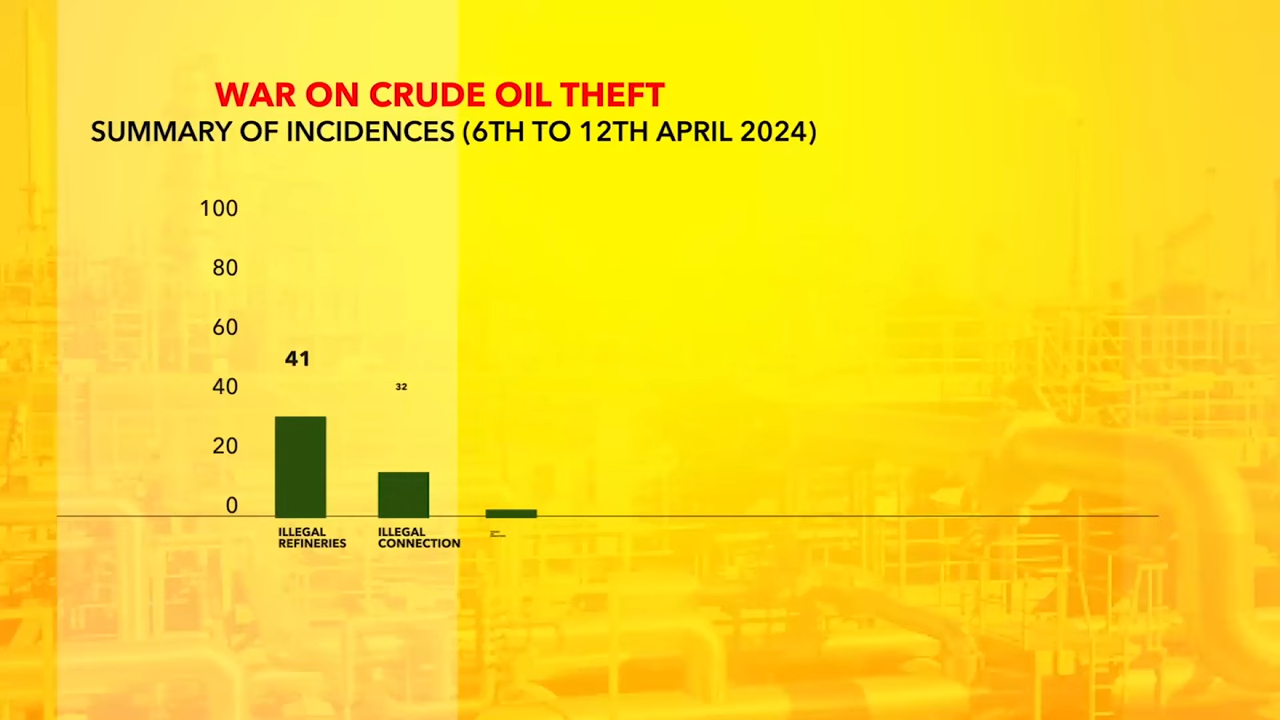 WAR ON CRUDE OIL THEFT
SUMMARY OF INCIDENCES (6TH TO 12TH APRIL 2024)
100
80
60
41
40
32
20
0
ILLEGAL
REFINERIES
ILLEGAL
CONNECTION